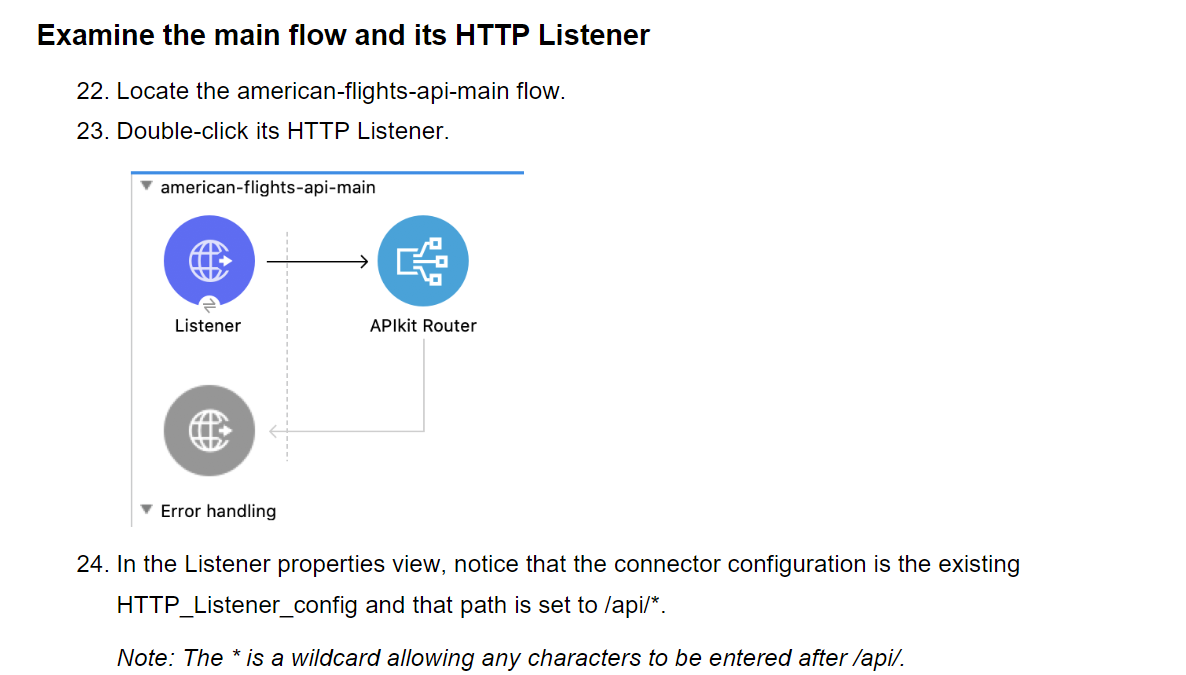 Examine the main flow and its HTTP Listener
22. Locate the american-flights-api-main flow.
23. Double-click its HTTP Listener.
american-flights-api-main
Listener
APIkit Router
Error handling
24. In the Listener properties view, notice that the connector configuration is the existing
HTTP_Listener_config and that path is set to /api/*.
Note: The * is a wildcard allowing any characters to be entered after /api/.